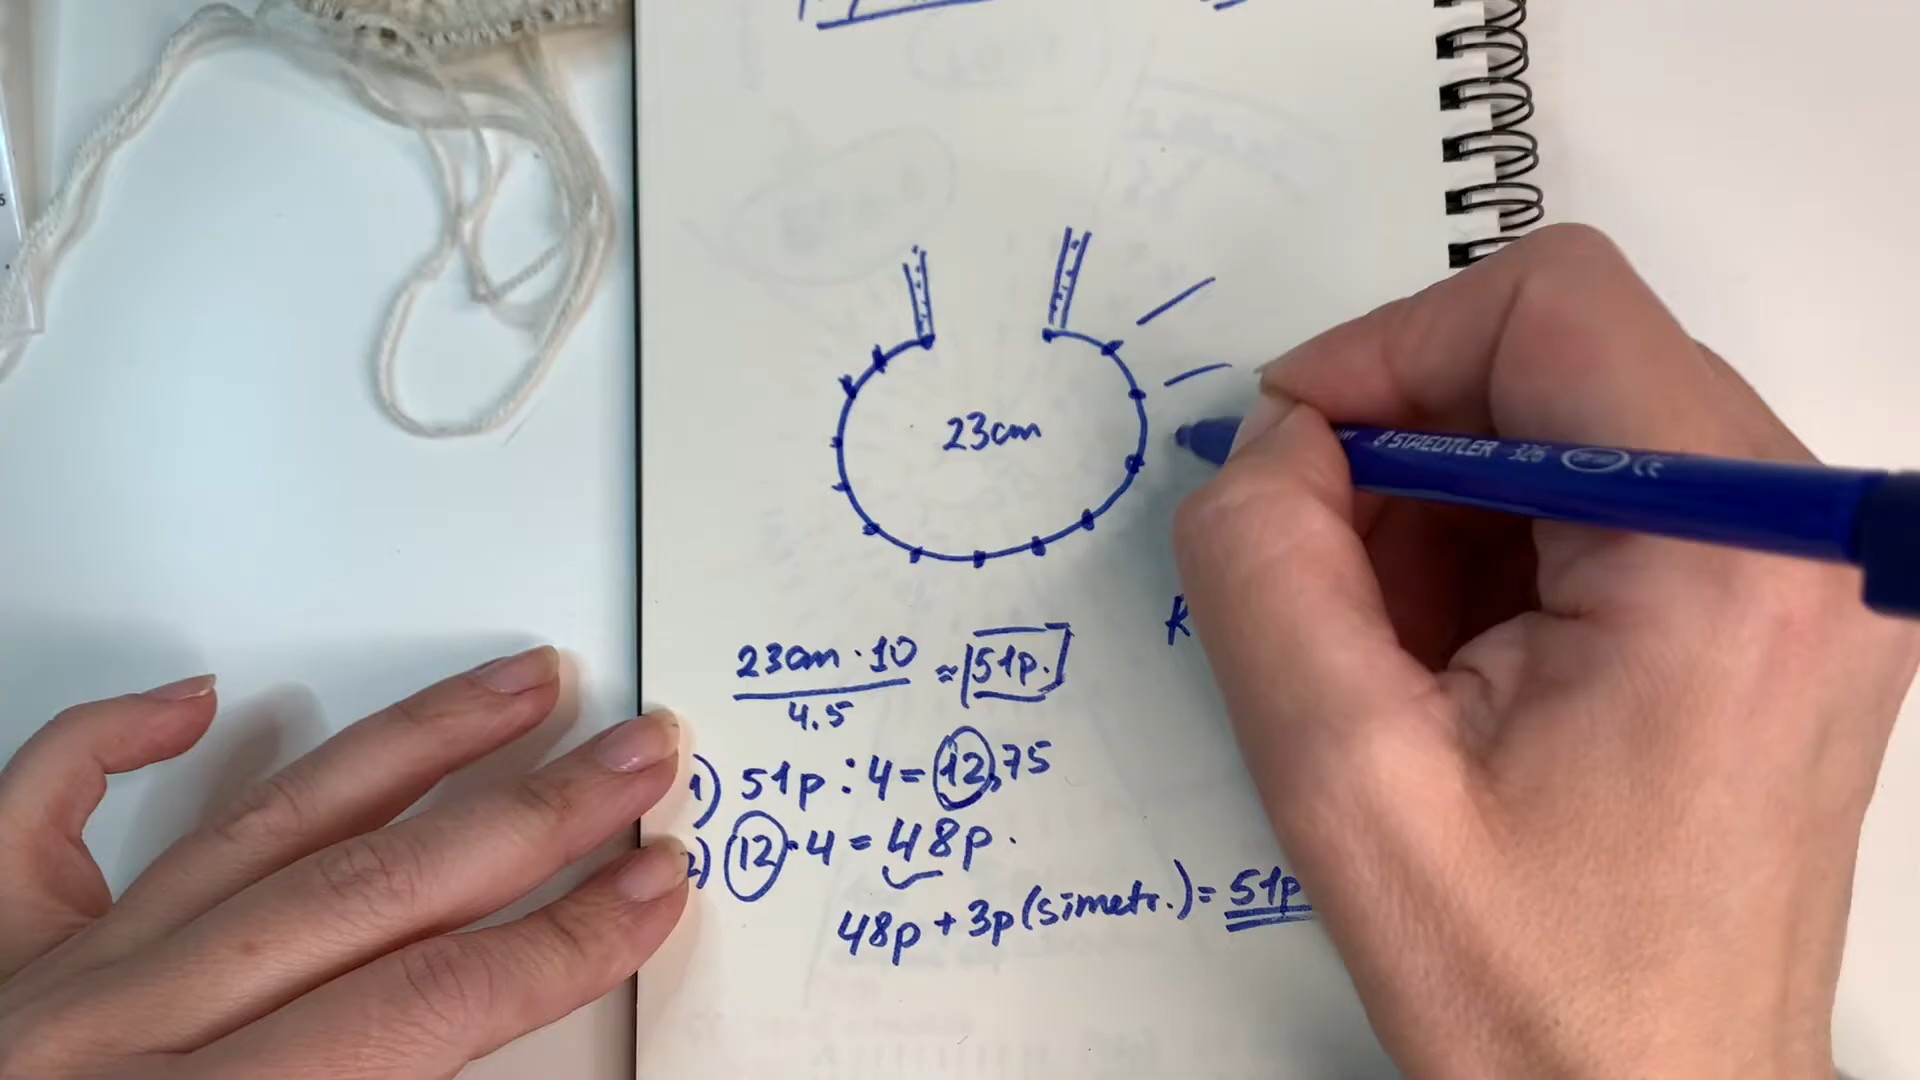 23cm
23cm · 10 / 4.5 ≈ 51p.
1) 51p : 4 = 12,75
2) 12 · 4 = 48p.
48p + 3p (simetr.) = 51p
K
STAEDTLER 326 CE